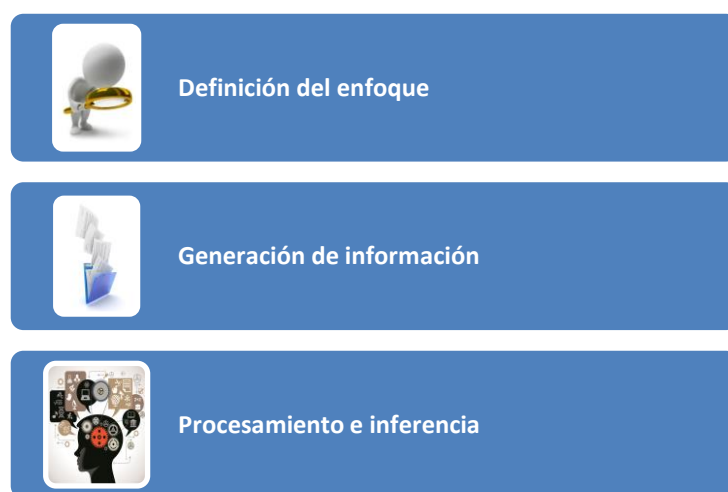 Definición del enfoque
Generación de información
Procesamiento e inferencia